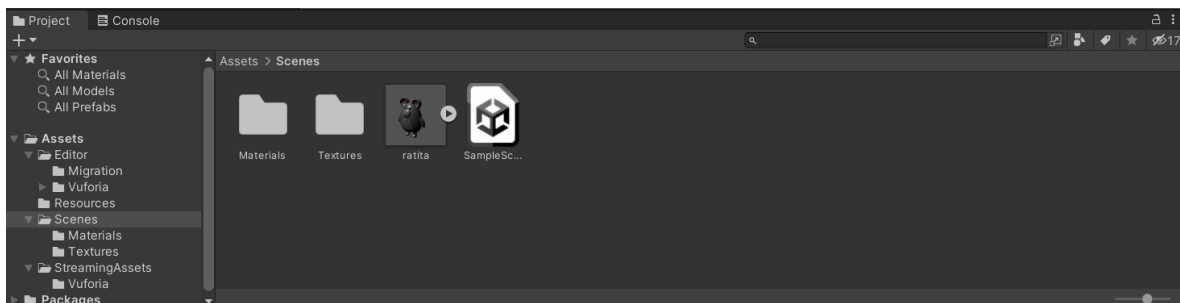 Project
Console
17
Favorites
All Materials
All Models
All Prefabs
Assets
Editor
Migration
Vuforia
Resources
Scenes
Materials
Textures
StreamingAssets
Vuforia
Packages
Assets > Scenes
Materials
Textures
ratita
SampleSc...